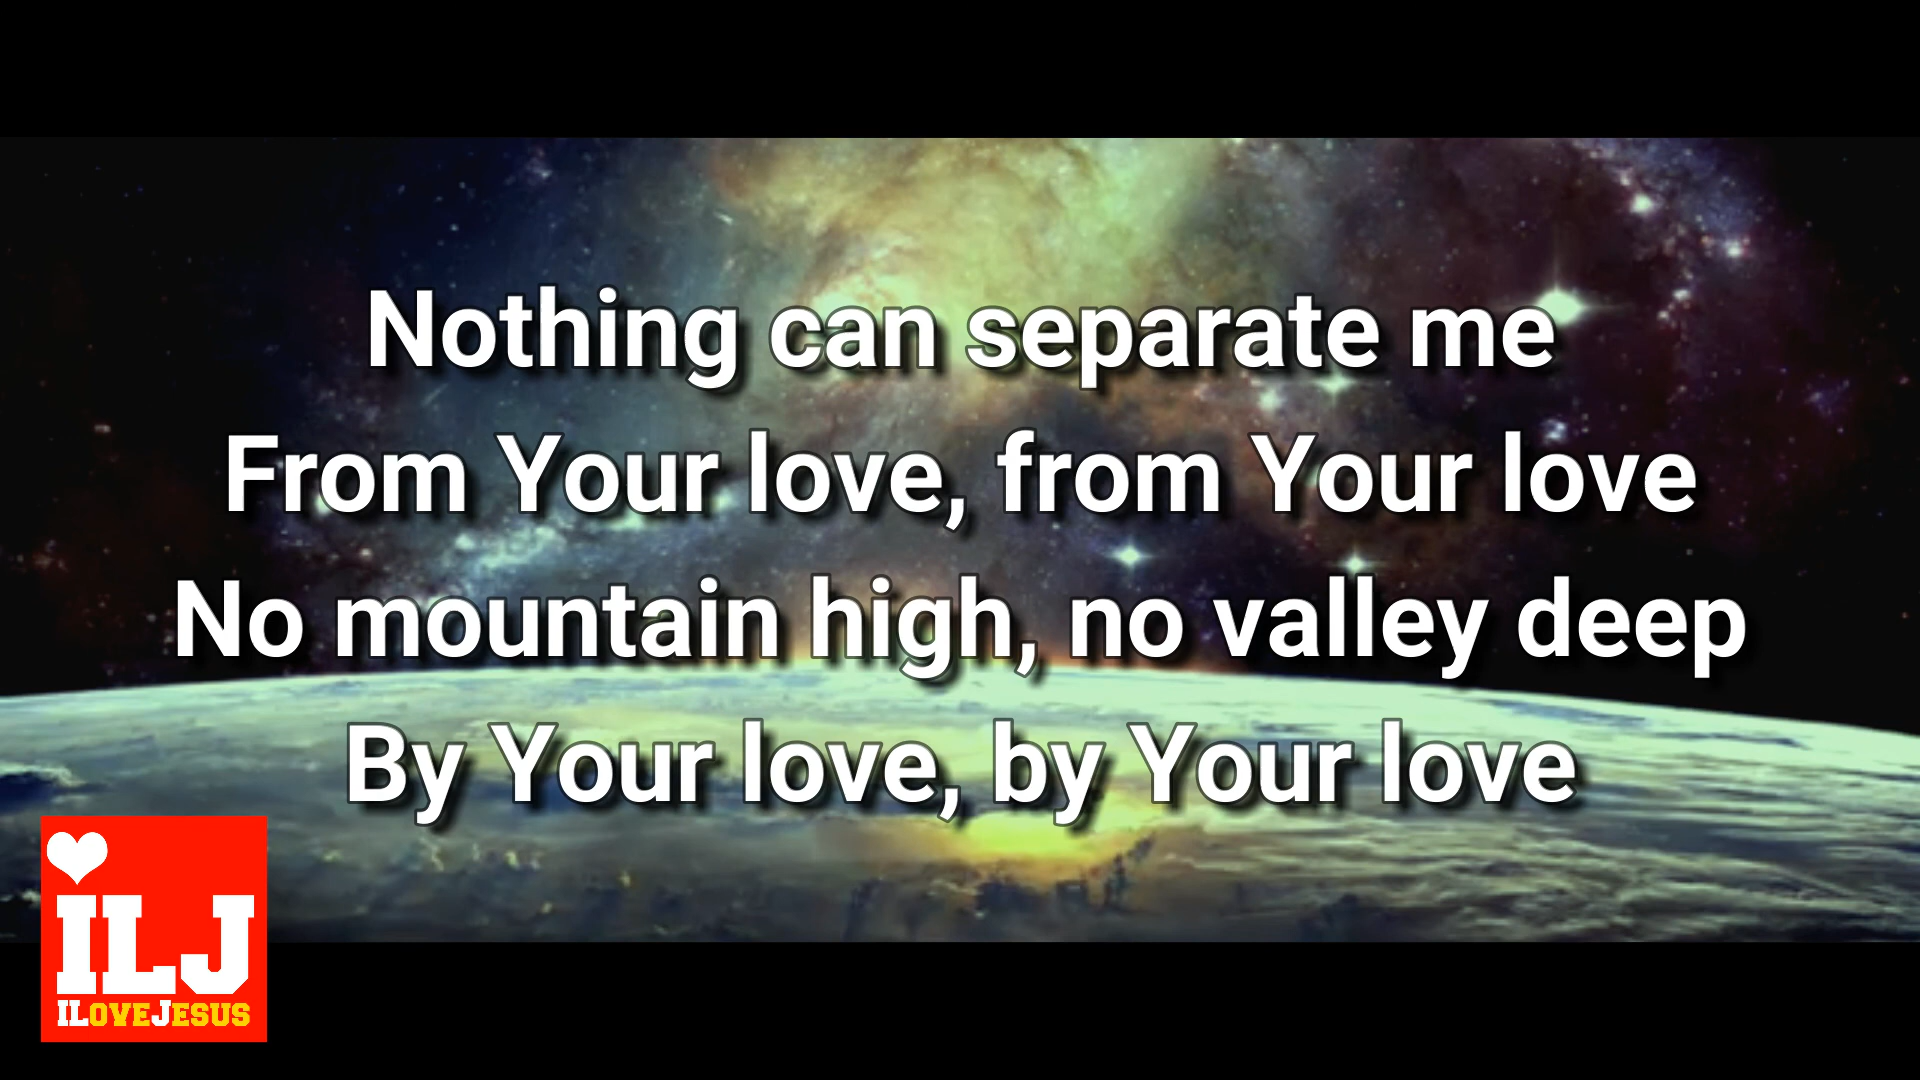 Nothing can separate me
From Your love, from Your love
No mountain high, no valley deep
By Your love, by Your love
iLJ
ILOVEJESUS